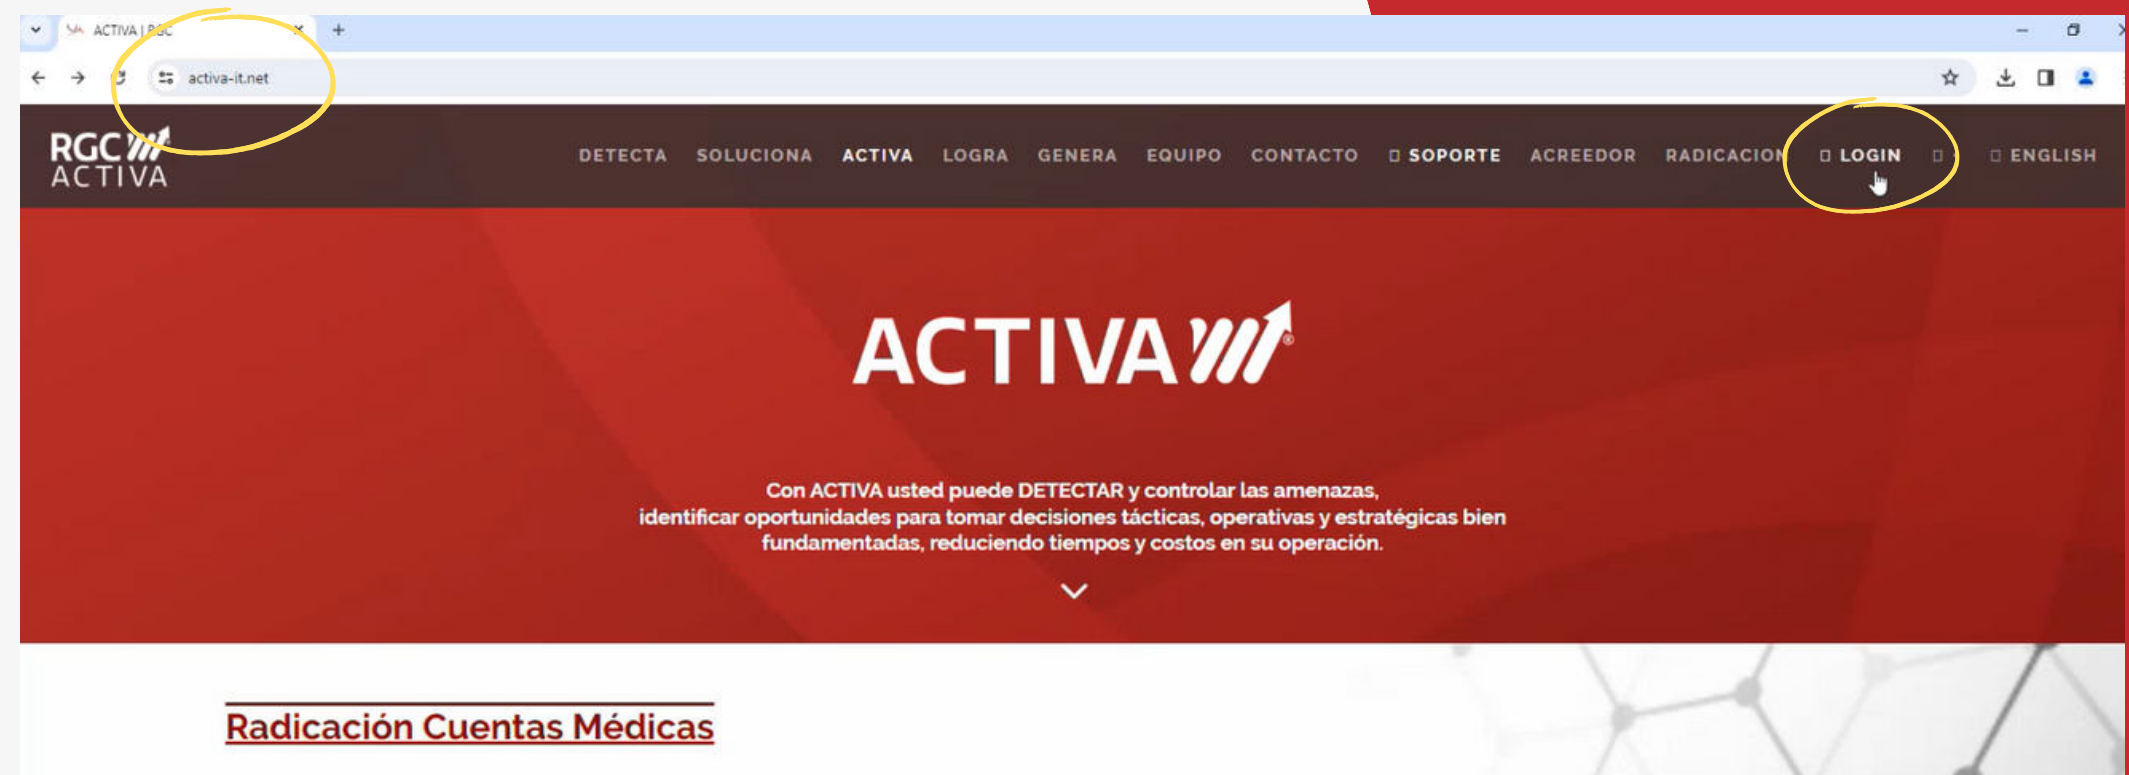 ACTIVA | RGC
activa-it.net
RGC
ACTIVA
DETECTA SOLUCIONA ACTIVA LOGRA GENERA EQUIPO CONTACTO SOPORTE ACREEDOR RADICACION LOGIN ENGLISH
ACTIVA
Con ACTIVA usted puede DETECTAR y controlar las amenazas,
identificar oportunidades para tomar decisiones tácticas, operativas y estratégicas bien
fundamentadas, reduciendo tiempos y costos en su operación.
Radicación Cuentas Médicas